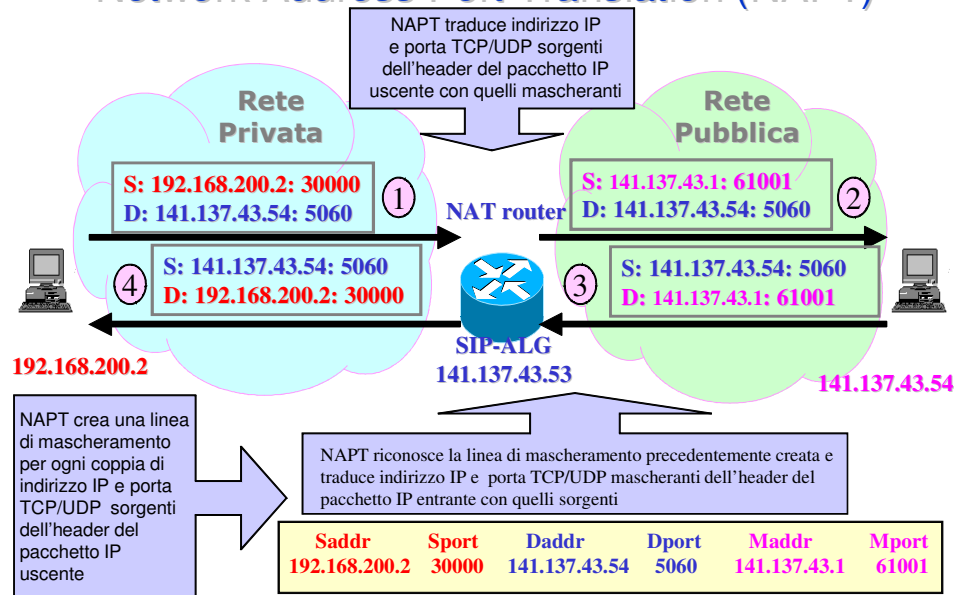 Network Address Port Translation (NAPT)
NAPT traduce indirizzo IP
e porta TCP/UDP sorgenti
dell'header del pacchetto IP
uscente con quelli mascheranti
Rete
Privata
Rete
Pubblica
S: 192.168.200.2: 30000
D: 141.137.43.54: 5060
1
NAT router
S: 141.137.43.1: 61001
D: 141.137.43.54: 5060
2
4
S: 141.137.43.54: 5060
D: 192.168.200.2: 30000
3
S: 141.137.43.54: 5060
D: 141.137.43.1: 61001
SIP-ALG
141.137.43.53
192.168.200.2
141.137.43.54
NAPT crea una linea
di mascheramento
per ogni coppia di
indirizzo IP e porta
TCP/UDP sorgenti
dell'header del
pacchetto IP
uscente
NAPT riconosce la linea di mascheramento precedentemente creata e
traduce indirizzo IP e porta TCP/UDP mascheranti dell'header del
pacchetto IP entrante con quelli sorgenti
Saddr Sport Daddr Dport Maddr Mport
192.168.200.2 30000 141.137.43.54 5060 141.137.43.1 61001